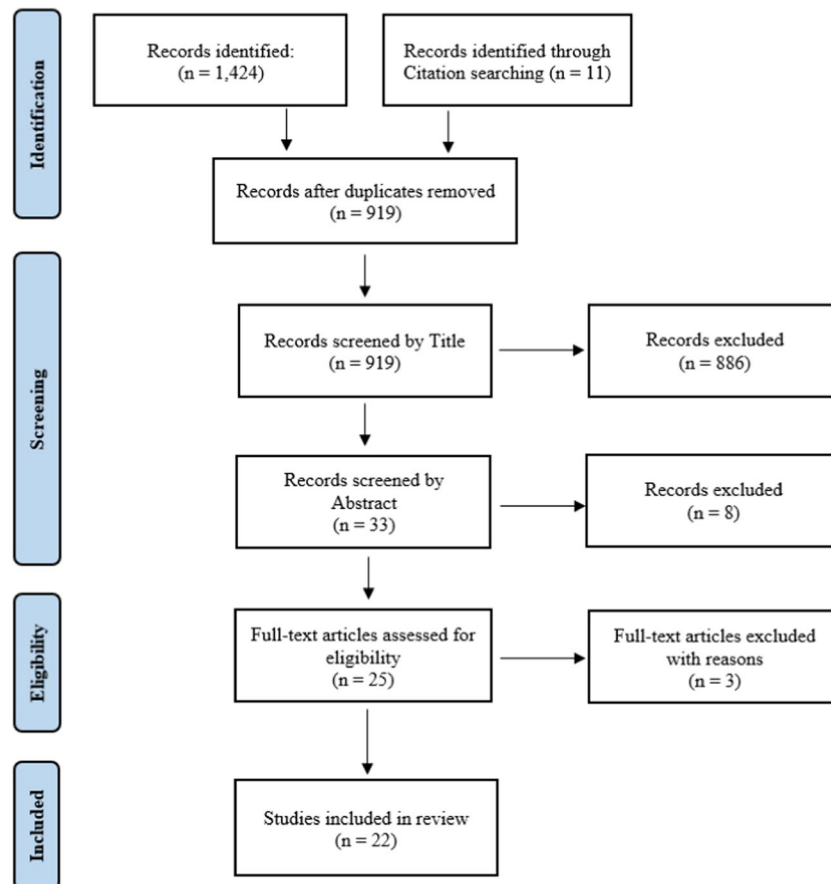 Identification
Records identified:
(n = 1,424)
Records identified through
Citation searching (n = 11)
Records after duplicates removed
(n = 919)
Screening
Records screened by Title
(n = 919)
Records excluded
(n = 886)
Records screened by
Abstract
(n = 33)
Records excluded
(n = 8)
Eligibility
Full-text articles assessed for
eligibility
(n = 25)
Full-text articles excluded
with reasons
(n = 3)
Included
Studies included in review
(n = 22)